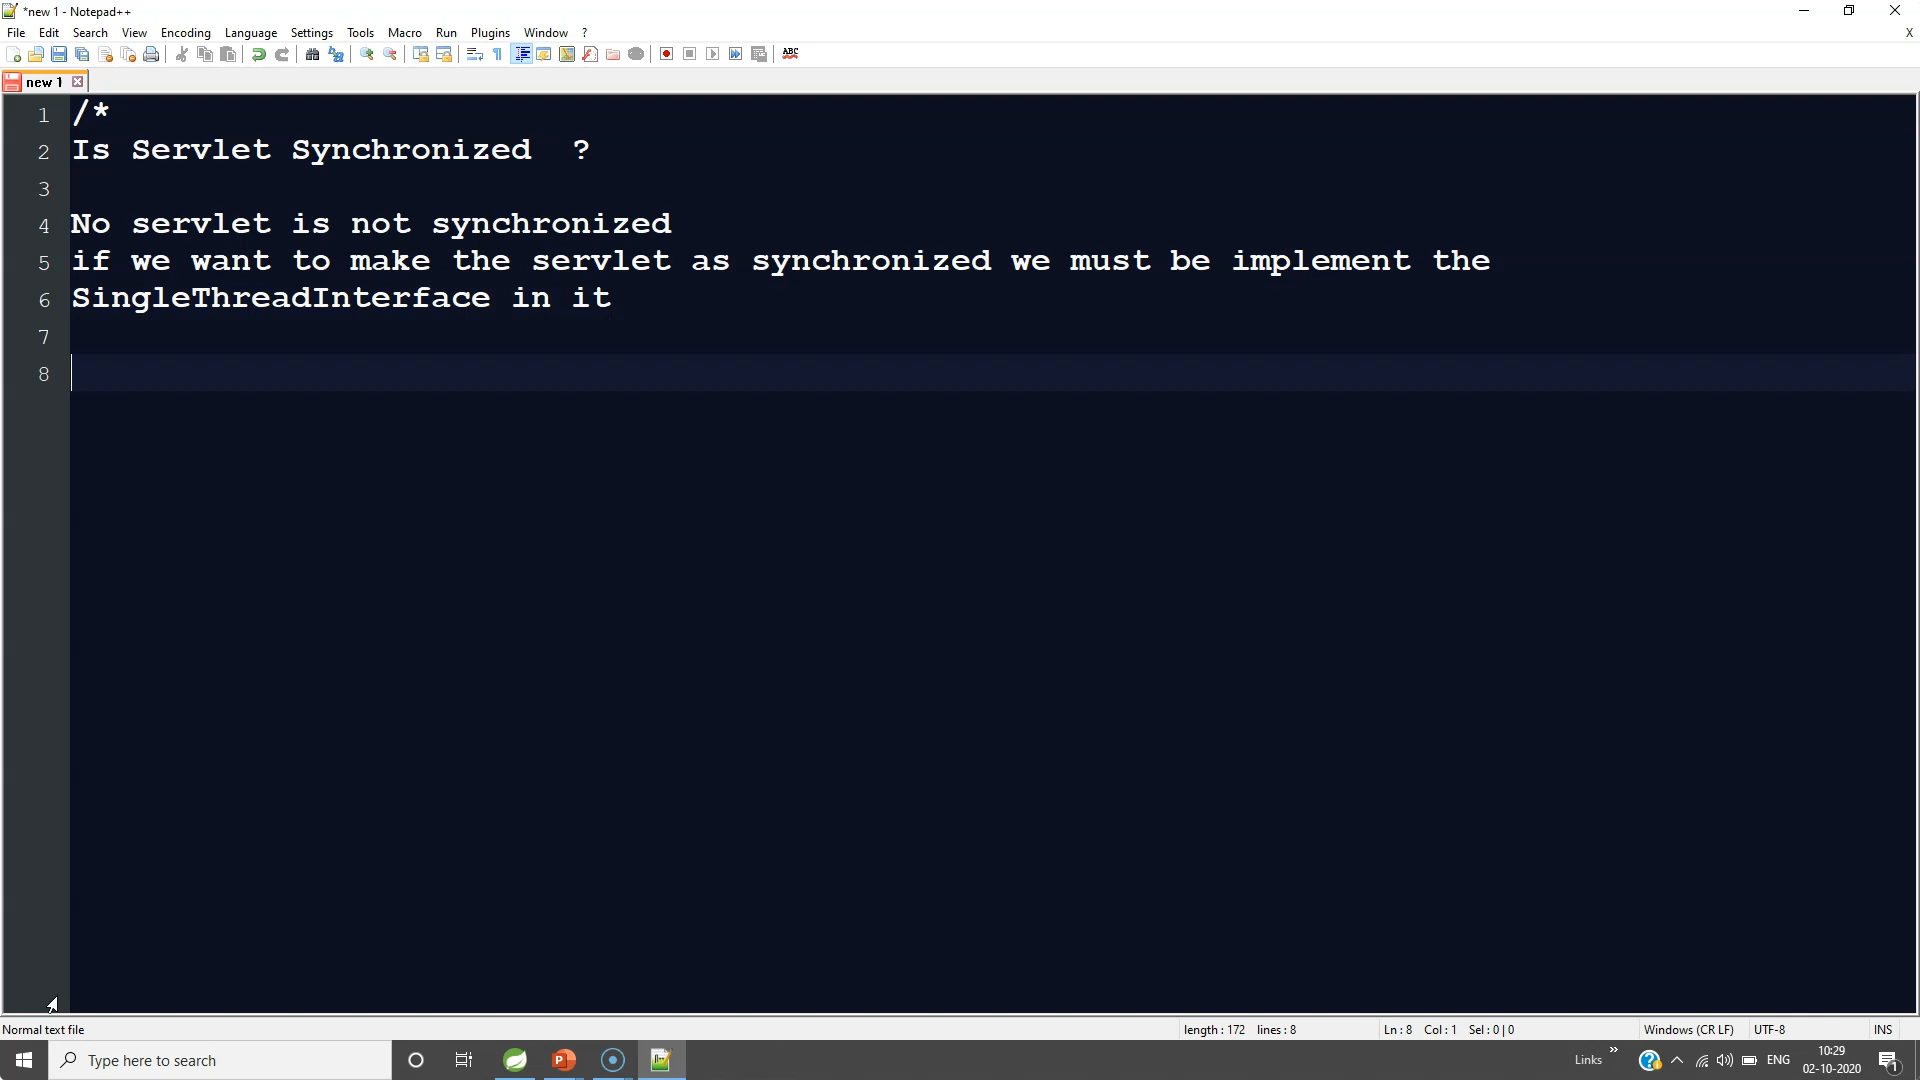 *new 1 - Notepad++
File Edit Search View Encoding Language Settings Tools Macro Run Plugins Window ? X
ABC
new 1
1 /*
2 Is Servlet Synchronized  ?
3
4 No servlet is not synchronized
5 if we want to make the servlet as synchronized we must be implement the
6 SingleThreadInterface in it
7
8
Normal text file length : 172 lines : 8 Ln : 8 Col : 1 Sel : 0 | 0 Windows (CR LF) UTF-8 INS
Type here to search Links ENG 10:29
02-10-2020